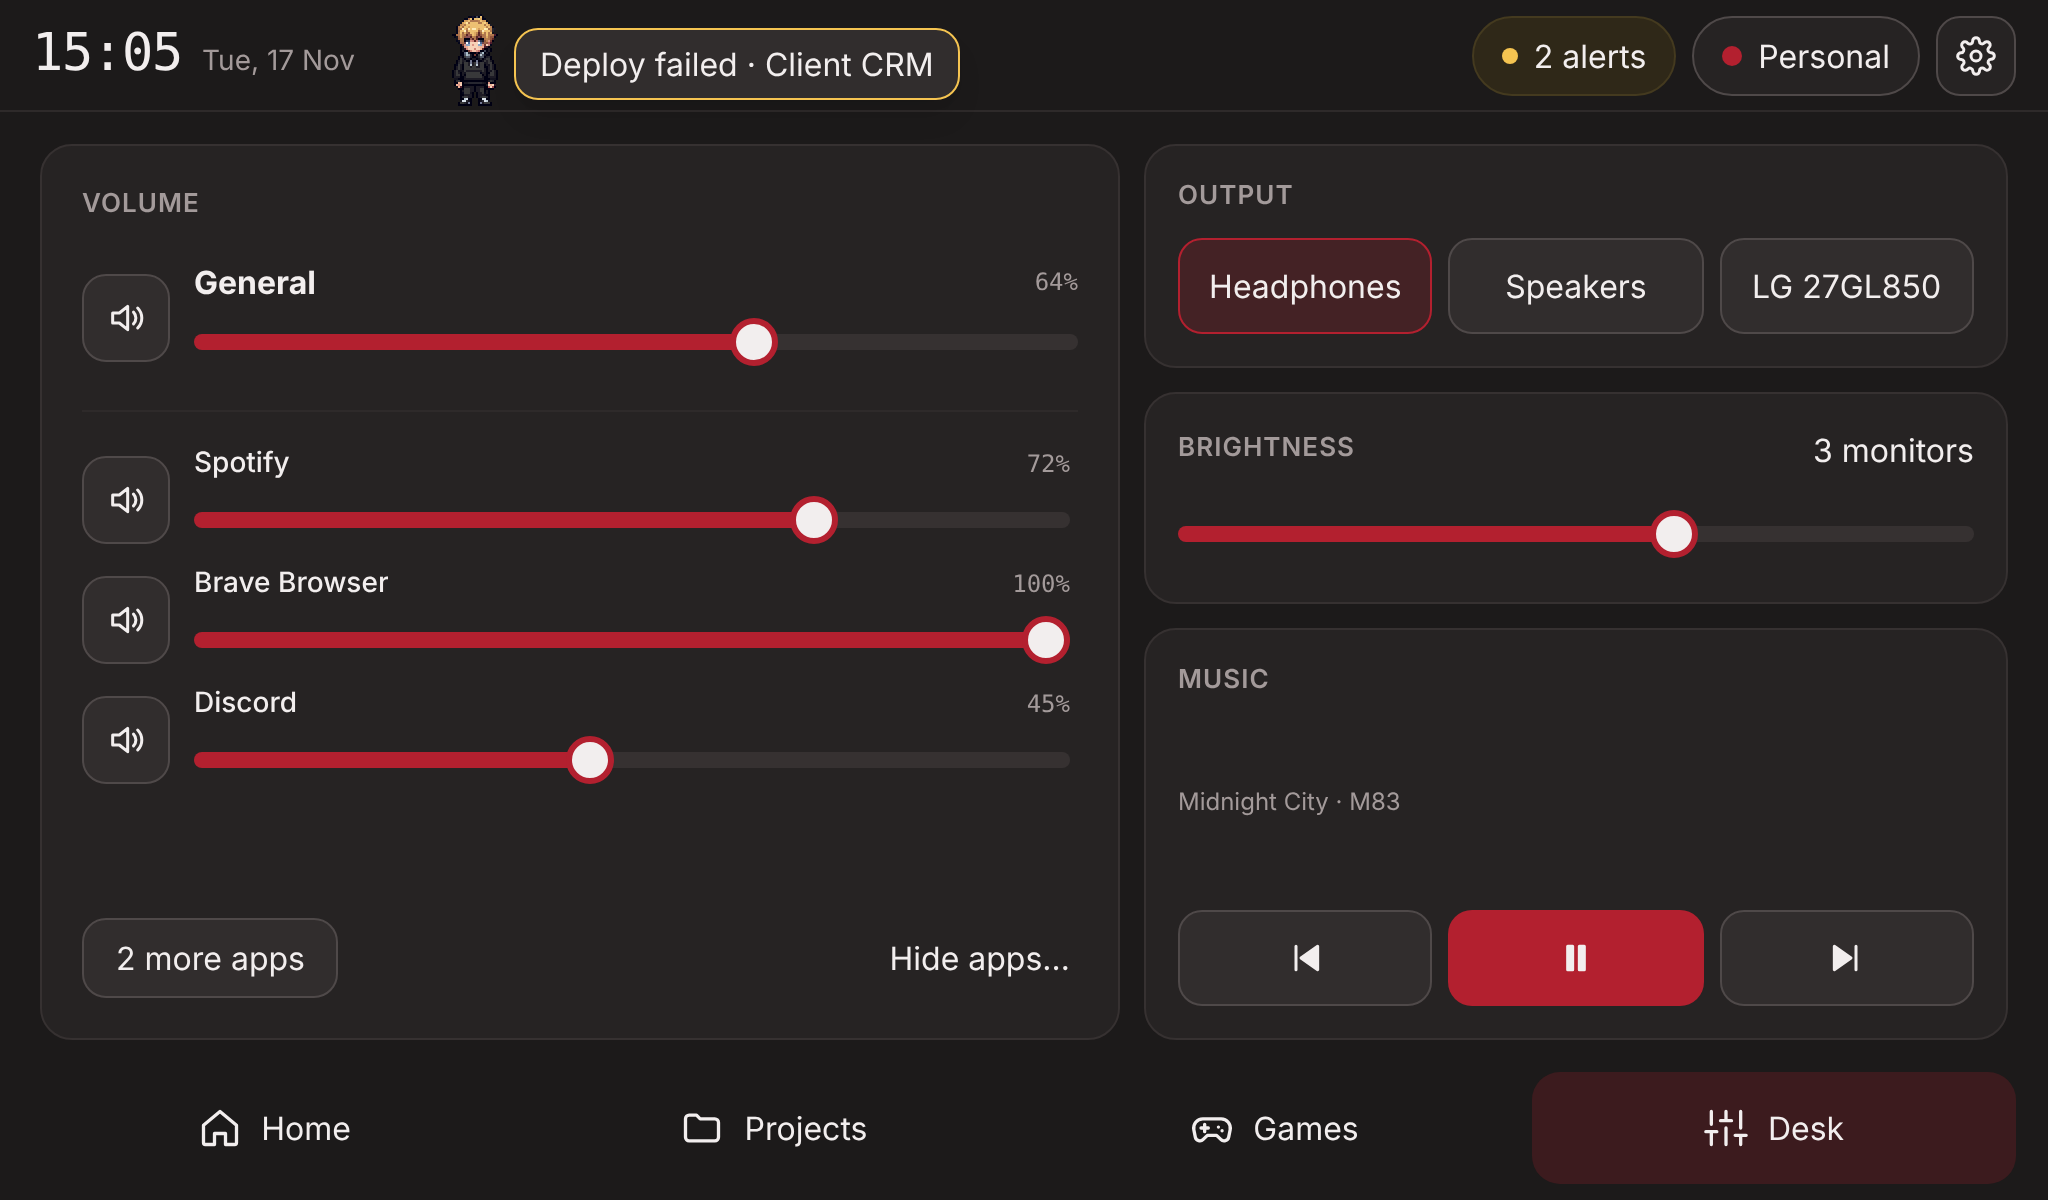 15:05 Tue, 17 Nov
Deploy failed · Client CRM
2 alerts
Personal
VOLUME
General 64%
Spotify 72%
Brave Browser 100%
Discord 45%
2 more apps
Hide apps...
OUTPUT
Headphones
Speakers
LG 27GL850
BRIGHTNESS
3 monitors
MUSIC
Midnight City · M83
Home
Projects
Games
Desk